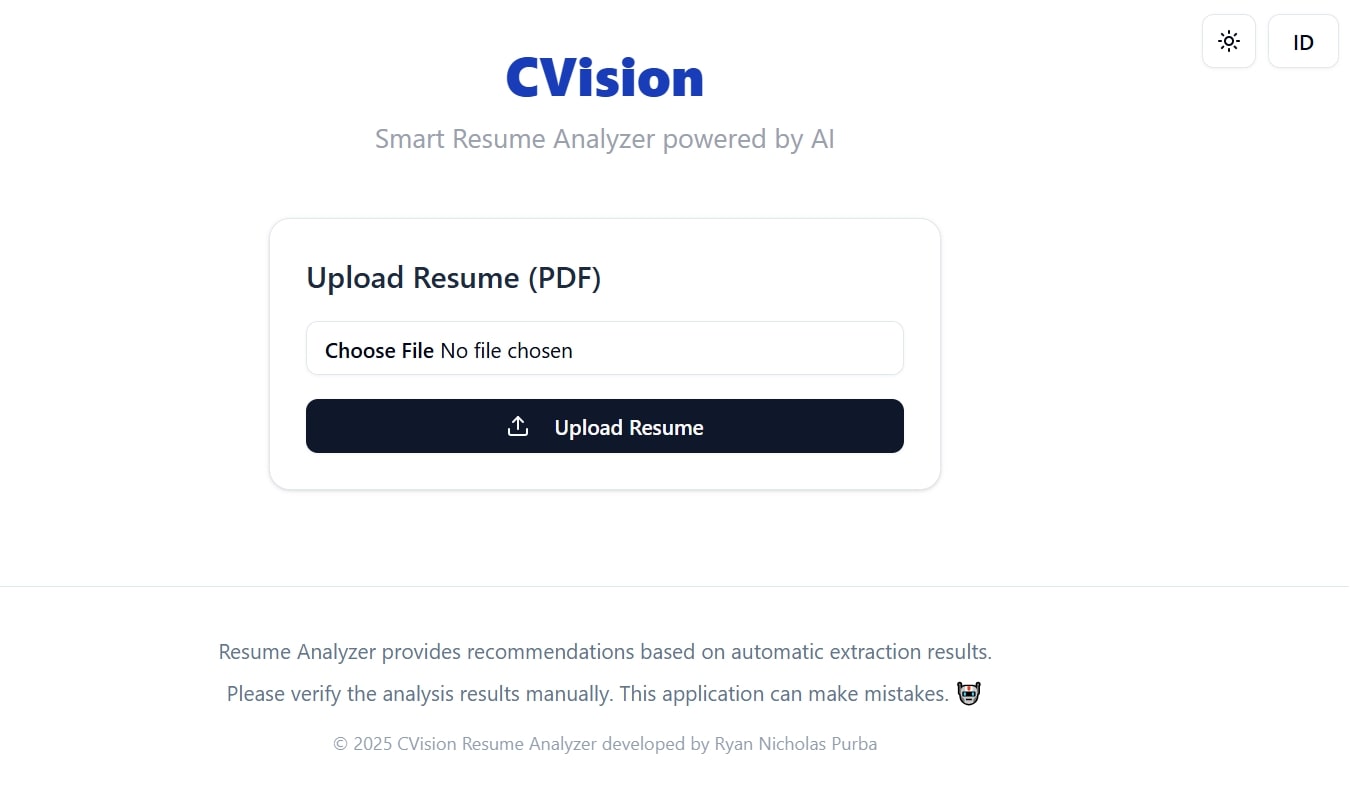 ID
CVision
Smart Resume Analyzer powered by AI
Upload Resume (PDF)
Choose File No file chosen
Upload Resume
Resume Analyzer provides recommendations based on automatic extraction results.
Please verify the analysis results manually. This application can make mistakes.
© 2025 CVision Resume Analyzer developed by Ryan Nicholas Purba